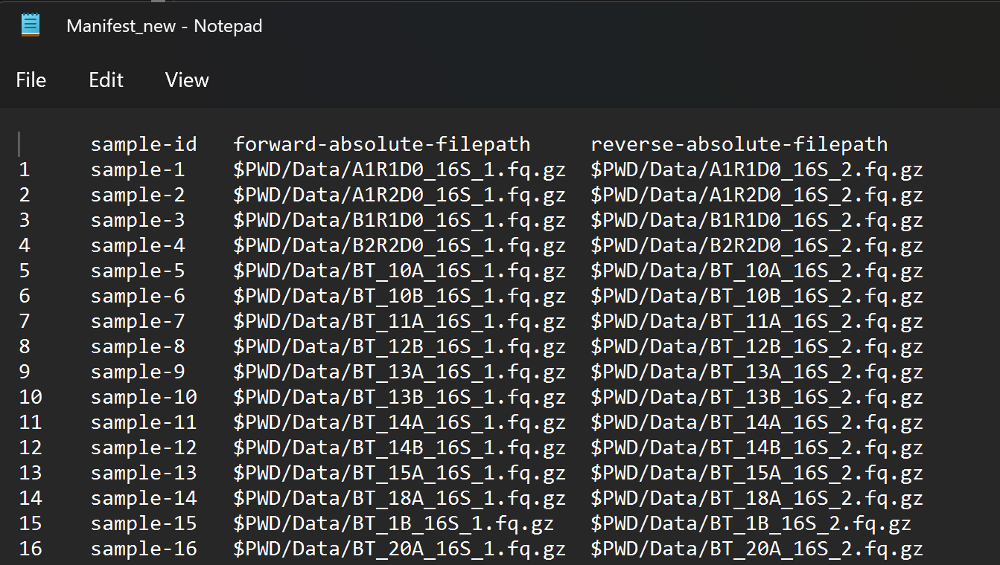 Manifest_new - Notepad
File Edit View
sample-id forward-absolute-filepath reverse-absolute-filepath
1 sample-1 $PWD/Data/A1R1D0_16S_1.fq.gz $PWD/Data/A1R1D0_16S_2.fq.gz
2 sample-2 $PWD/Data/A1R2D0_16S_1.fq.gz $PWD/Data/A1R2D0_16S_2.fq.gz
3 sample-3 $PWD/Data/B1R1D0_16S_1.fq.gz $PWD/Data/B1R1D0_16S_2.fq.gz
4 sample-4 $PWD/Data/B2R2D0_16S_1.fq.gz $PWD/Data/B2R2D0_16S_2.fq.gz
5 sample-5 $PWD/Data/BT_10A_16S_1.fq.gz $PWD/Data/BT_10A_16S_2.fq.gz
6 sample-6 $PWD/Data/BT_10B_16S_1.fq.gz $PWD/Data/BT_10B_16S_2.fq.gz
7 sample-7 $PWD/Data/BT_11A_16S_1.fq.gz $PWD/Data/BT_11A_16S_2.fq.gz
8 sample-8 $PWD/Data/BT_12B_16S_1.fq.gz $PWD/Data/BT_12B_16S_2.fq.gz
9 sample-9 $PWD/Data/BT_13A_16S_1.fq.gz $PWD/Data/BT_13A_16S_2.fq.gz
10 sample-10 $PWD/Data/BT_13B_16S_1.fq.gz $PWD/Data/BT_13B_16S_2.fq.gz
11 sample-11 $PWD/Data/BT_14A_16S_1.fq.gz $PWD/Data/BT_14A_16S_2.fq.gz
12 sample-12 $PWD/Data/BT_14B_16S_1.fq.gz $PWD/Data/BT_14B_16S_2.fq.gz
13 sample-13 $PWD/Data/BT_15A_16S_1.fq.gz $PWD/Data/BT_15A_16S_2.fq.gz
14 sample-14 $PWD/Data/BT_18A_16S_1.fq.gz $PWD/Data/BT_18A_16S_2.fq.gz
15 sample-15 $PWD/Data/BT_1B_16S_1.fq.gz $PWD/Data/BT_1B_16S_2.fq.gz
16 sample-16 $PWD/Data/BT_20A_16S_1.fq.gz $PWD/Data/BT_20A_16S_2.fq.gz